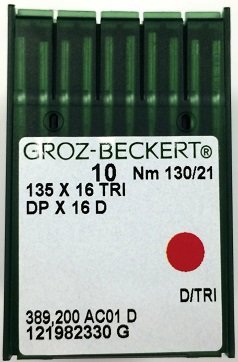 GROZ-BECKERT®
10 Nm 130/21
135 X 16 TRI
DP X 16 D
D/TRI
389,200 AC01 D
121982330 G